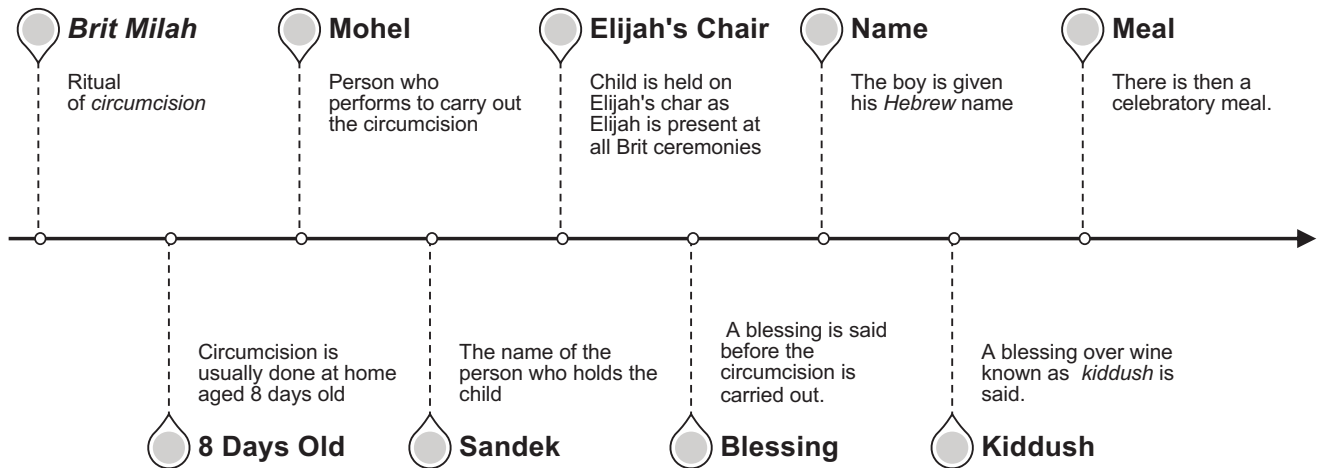 Brit Milah
Ritual
of circumcision
Mohel
Person who
performs to carry out
the circumcision
Elijah's Chair
Child is held on
Elijah's char as
Elijah is present at
all Brit ceremonies
Name
The boy is given
his Hebrew name
Meal
There is then a
celebratory meal.
Circumcision is
usually done at home
aged 8 days old
8 Days Old
The name of the
person who holds the
child
Sandek
A blessing is said
before the
circumcision is
carried out.
Blessing
A blessing over wine
known as kiddush is
said.
Kiddush